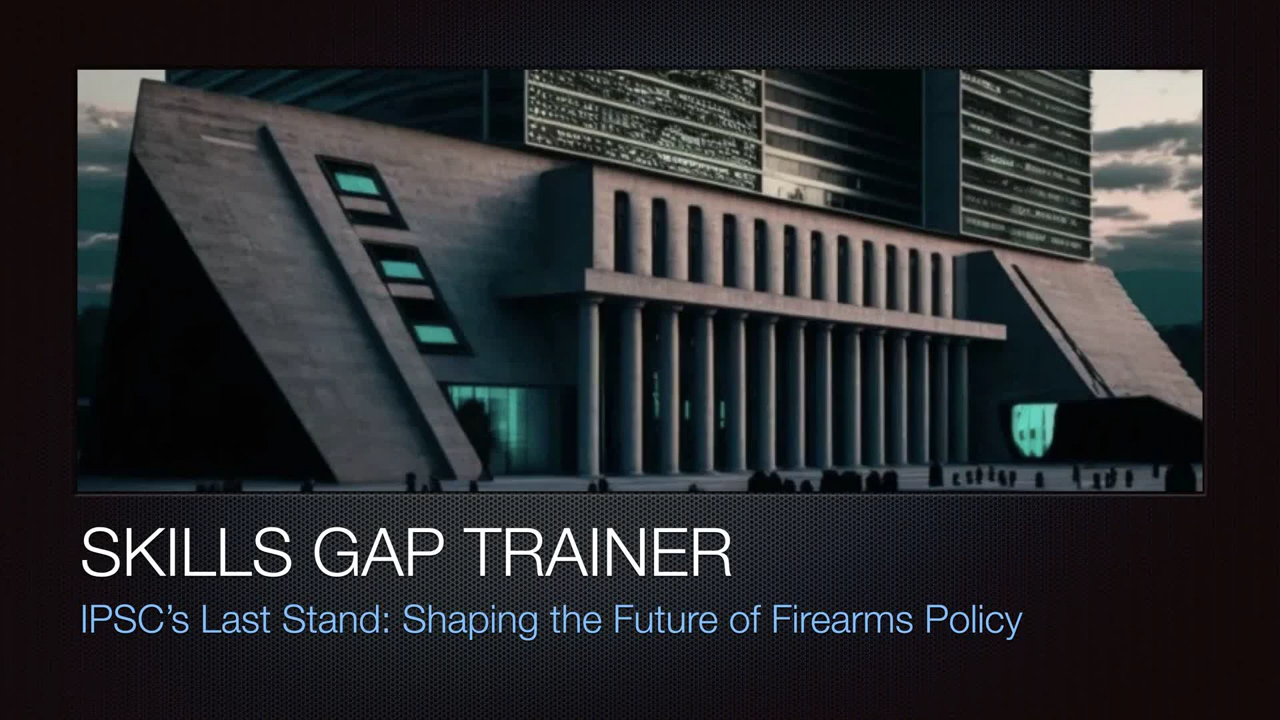 SKILLS GAP TRAINER
IPSC’s Last Stand: Shaping the Future of Firearms Policy